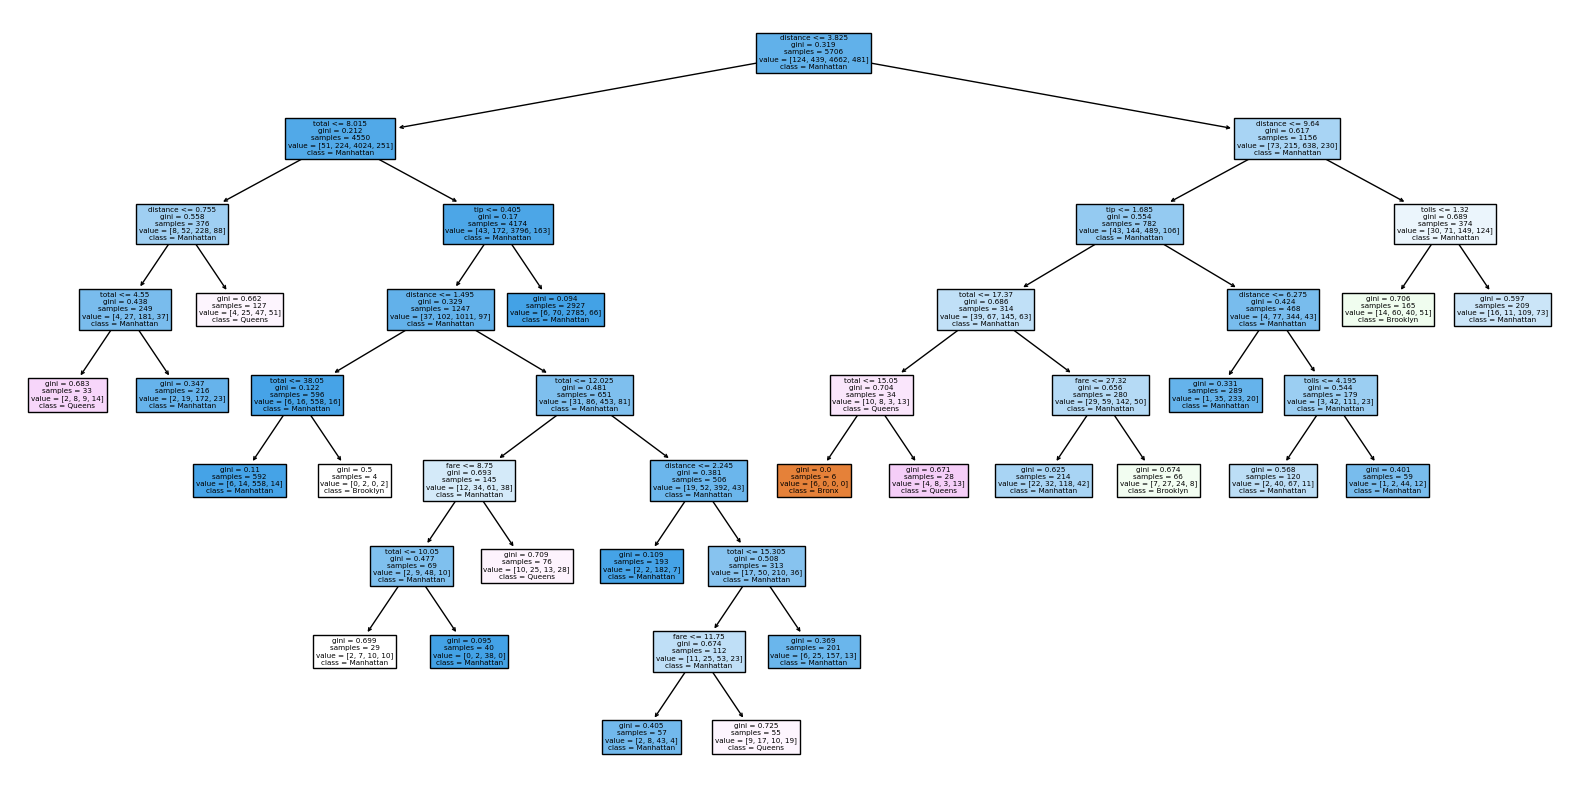 distance <= 3.825
gini = 0.319
samples = 5706
value = [124, 439, 4662, 481]
class = Manhattan
total <= 8.015
gini = 0.212
samples = 4550
value = [51, 224, 4024, 251]
class = Manhattan
distance <= 9.64
gini = 0.617
samples = 1156
value = [73, 215, 638, 230]
class = Manhattan
distance <= 0.755
gini = 0.558
samples = 376
value = [8, 52, 228, 88]
class = Manhattan
tip <= 0.405
gini = 0.17
samples = 4174
value = [43, 172, 3796, 163]
class = Manhattan
tip <= 1.685
gini = 0.554
samples = 782
value = [43, 144, 489, 106]
class = Manhattan
tolls <= 1.32
gini = 0.689
samples = 374
value = [30, 71, 149, 124]
class = Manhattan
total <= 4.55
gini = 0.438
samples = 249
value = [4, 27, 181, 37]
class = Manhattan
gini = 0.662
samples = 127
value = [4, 25, 47, 51]
class = Queens
distance <= 1.495
gini = 0.329
samples = 1247
value = [37, 102, 1011, 97]
class = Manhattan
gini = 0.094
samples = 2927
value = [6, 70, 2785, 66]
class = Manhattan
total <= 17.37
gini = 0.686
samples = 314
value = [39, 67, 145, 63]
class = Manhattan
distance <= 6.275
gini = 0.424
samples = 468
value = [4, 77, 344, 43]
class = Manhattan
gini = 0.706
samples = 165
value = [14, 60, 40, 51]
class = Brooklyn
gini = 0.597
samples = 209
value = [16, 11, 109, 73]
class = Manhattan
gini = 0.683
samples = 33
value = [2, 8, 9, 14]
class = Queens
gini = 0.347
samples = 216
value = [2, 19, 172, 23]
class = Manhattan
total <= 38.05
gini = 0.122
samples = 596
value = [6, 16, 558, 16]
class = Manhattan
total <= 12.025
gini = 0.481
samples = 651
value = [31, 86, 453, 81]
class = Manhattan
total <= 15.05
gini = 0.704
samples = 34
value = [10, 8, 3, 13]
class = Queens
fare <= 27.32
gini = 0.656
samples = 280
value = [29, 59, 142, 50]
class = Manhattan
gini = 0.331
samples = 289
value = [1, 35, 233, 20]
class = Manhattan
tolls <= 4.195
gini = 0.544
samples = 179
value = [3, 42, 111, 23]
class = Manhattan
gini = 0.11
samples = 592
value = [6, 14, 558, 14]
class = Manhattan
gini = 0.5
samples = 4
value = [0, 2, 0, 2]
class = Brooklyn
fare <= 8.75
gini = 0.693
samples = 145
value = [12, 34, 61, 38]
class = Manhattan
distance <= 2.245
gini = 0.381
samples = 506
value = [19, 52, 392, 43]
class = Manhattan
gini = 0.0
samples = 6
value = [6, 0, 0, 0]
class = Bronx
gini = 0.671
samples = 28
value = [4, 8, 3, 13]
class = Queens
gini = 0.625
samples = 214
value = [22, 32, 118, 42]
class = Manhattan
gini = 0.674
samples = 66
value = [7, 27, 24, 8]
class = Brooklyn
gini = 0.568
samples = 120
value = [2, 40, 67, 11]
class = Manhattan
gini = 0.401
samples = 59
value = [1, 2, 44, 12]
class = Manhattan
total <= 10.05
gini = 0.477
samples = 69
value = [2, 9, 48, 10]
class = Manhattan
gini = 0.709
samples = 76
value = [10, 25, 13, 28]
class = Queens
gini = 0.109
samples = 193
value = [2, 2, 182, 7]
class = Manhattan
total <= 15.305
gini = 0.508
samples = 313
value = [17, 50, 210, 36]
class = Manhattan
gini = 0.699
samples = 29
value = [2, 7, 10, 10]
class = Manhattan
gini = 0.095
samples = 40
value = [0, 2, 38, 0]
class = Manhattan
fare <= 11.75
gini = 0.674
samples = 112
value = [11, 25, 53, 23]
class = Manhattan
gini = 0.369
samples = 201
value = [6, 25, 157, 13]
class = Manhattan
gini = 0.405
samples = 57
value = [2, 8, 43, 4]
class = Manhattan
gini = 0.725
samples = 55
value = [9, 17, 10, 19]
class = Queens